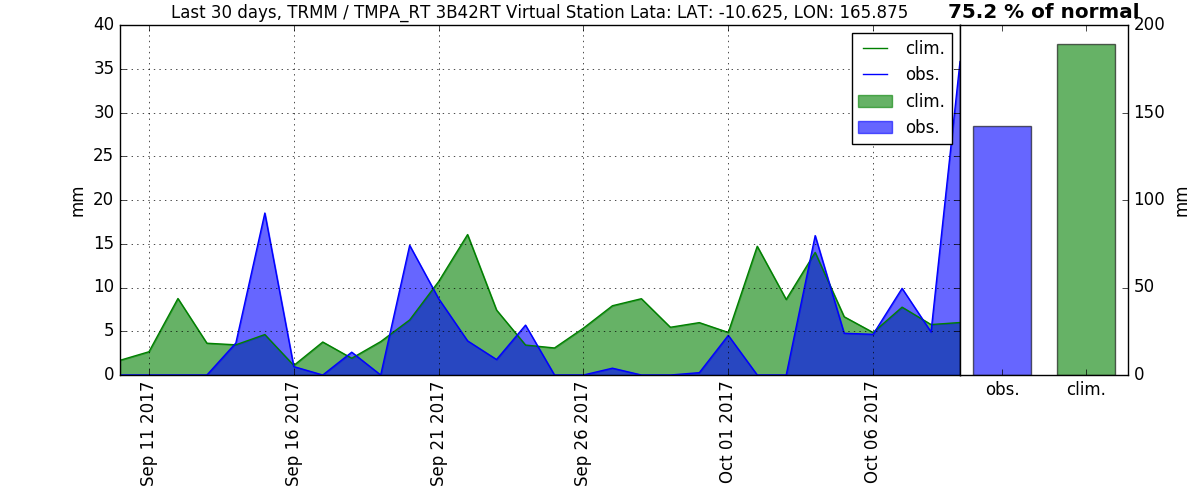 Last 30 days, TRMM / TMPA_RT 3B42RT Virtual Station Lata: LAT: -10.625, LON: 165.875
75.2 % of normal
40
35
30
25
20
15
10
5
0
mm
clim.
obs.
clim.
obs.
200
150
100
50
0
mm
obs.
clim.
Sep 11 2017
Sep 16 2017
Sep 21 2017
Sep 26 2017
Oct 01 2017
Oct 06 2017